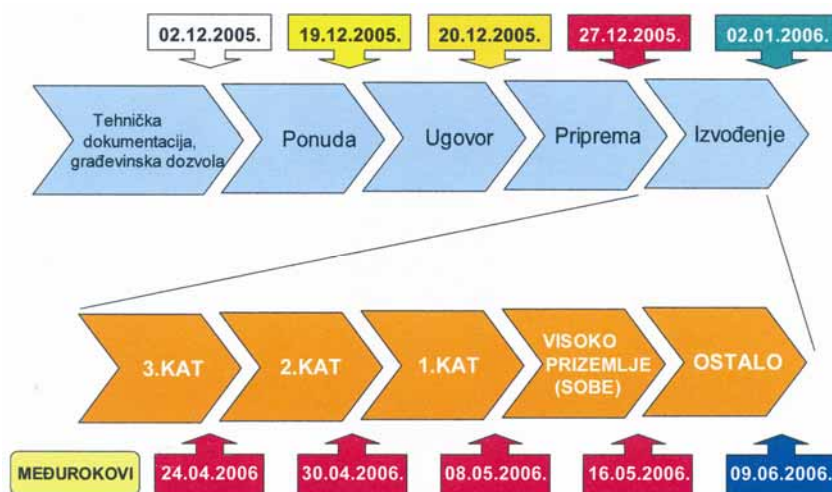 02.12.2005. 19.12.2005. 20.12.2005. 27.12.2005. 02.01.2006.
Tehnička
dokumentacija,
građevinska dozvola
Ponuda
Ugovor
Priprema
Izvođenje
3.KAT
2.KAT
1.KAT
VISOKO
PRIZEMLJE
(SOBE)
OSTALO
MEĐUROKOVI
24.04.2006 30.04.2006. 08.05.2006. 16.05.2006. 09.06.2006.